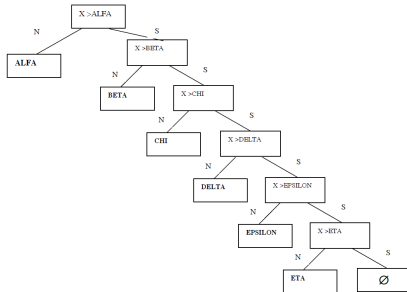 X >ALFA
N
S
ALFA
X >BETA
N
S
BETA
X >CHI
N
S
CHI
X >DELTA
N
S
DELTA
X >EPSILON
N
S
EPSILON
X >ETA
N
S
ETA
∅